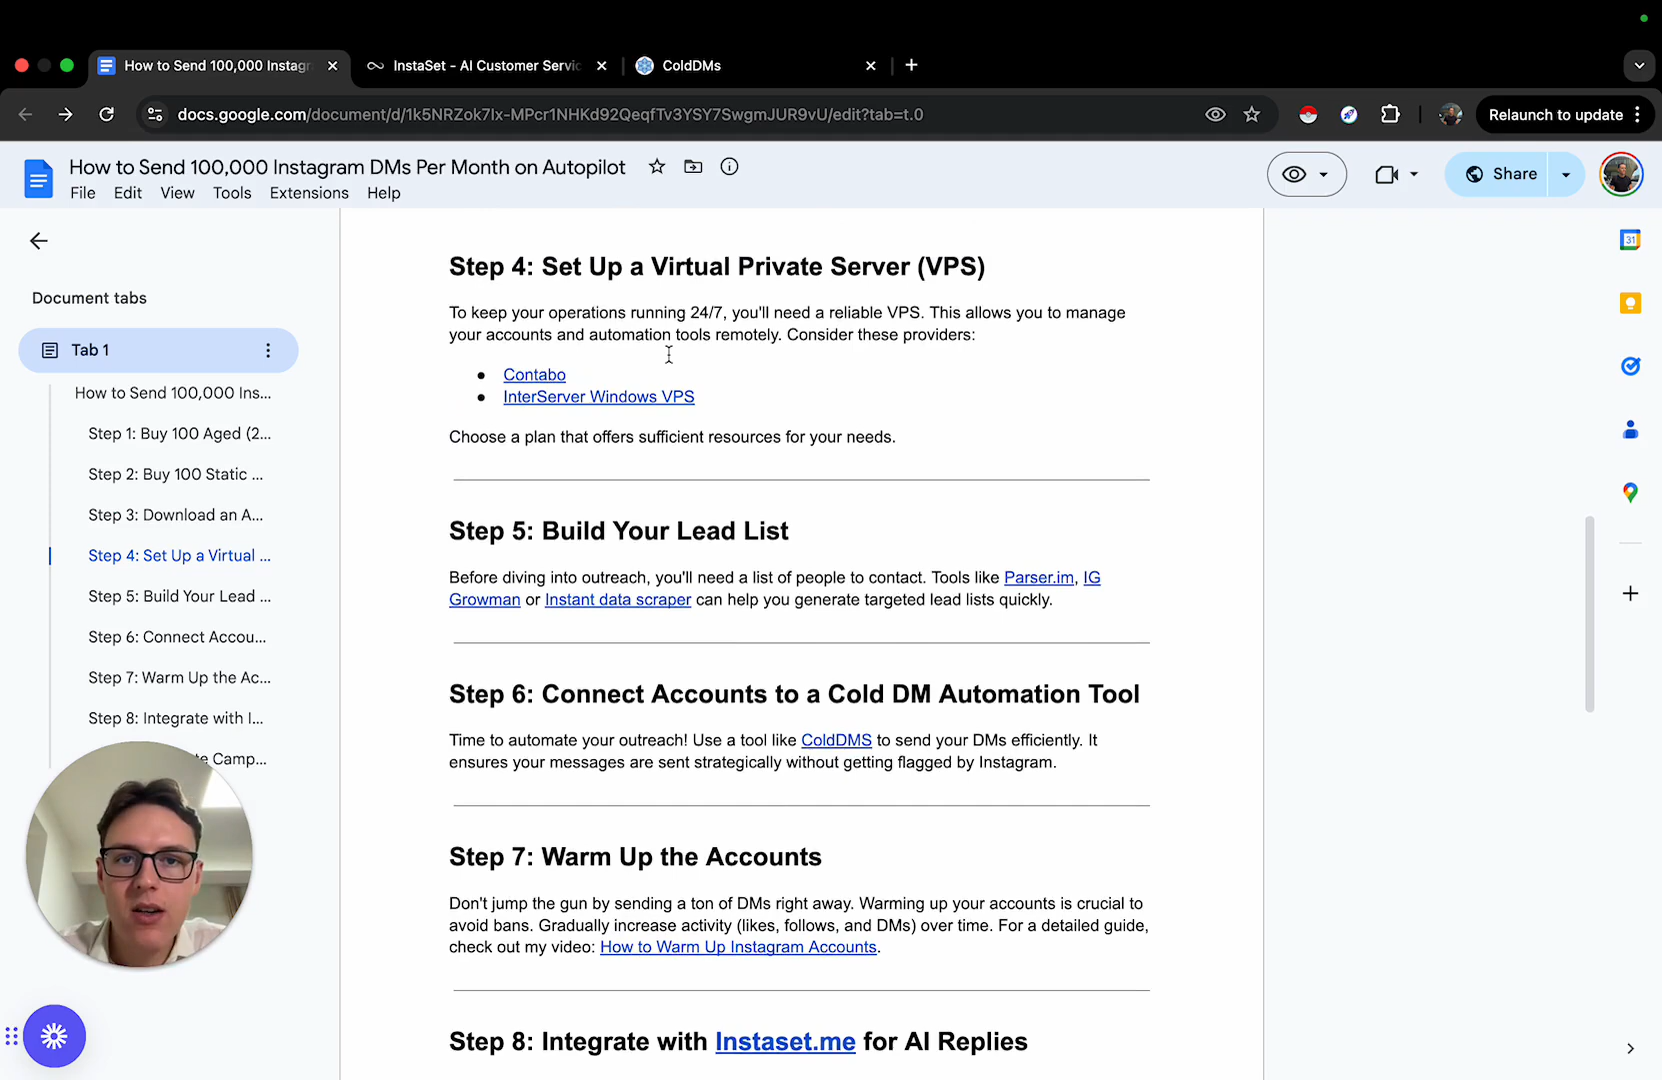 How to Send 100,000 Instagr
InstaSet - AI Customer Servic
ColdDMs
docs.google.com/document/d/1k5NRZok7Ix-MPcr1NHKd92QeqfTv3YSY7SwgmJUR9vU/edit?tab=t.0
Relaunch to update
How to Send 100,000 Instagram DMs Per Month on Autopilot
File Edit View Tools Extensions Help
Share
31
Document tabs
Tab 1
How to Send 100,000 Ins...
Step 1: Buy 100 Aged (2...
Step 2: Buy 100 Static ...
Step 3: Download an A...
Step 4: Set Up a Virtual ...
Step 5: Build Your Lead ...
Step 6: Connect Accou...
Step 7: Warm Up the Ac...
Step 8: Integrate with I...
Camp...
Step 4: Set Up a Virtual Private Server (VPS)
To keep your operations running 24/7, you'll need a reliable VPS. This allows you to manage
your accounts and automation tools remotely. Consider these providers:
● Contabo
● InterServer Windows VPS
Choose a plan that offers sufficient resources for your needs.
Step 5: Build Your Lead List
Before diving into outreach, you'll need a list of people to contact. Tools like Parser.im, IG
Growman or Instant data scraper can help you generate targeted lead lists quickly.
Step 6: Connect Accounts to a Cold DM Automation Tool
Time to automate your outreach! Use a tool like ColdDMS to send your DMs efficiently. It
ensures your messages are sent strategically without getting flagged by Instagram.
Step 7: Warm Up the Accounts
Don't jump the gun by sending a ton of DMs right away. Warming up your accounts is crucial to
avoid bans. Gradually increase activity (likes, follows, and DMs) over time. For a detailed guide,
check out my video: How to Warm Up Instagram Accounts.
Step 8: Integrate with Instaset.me for AI Replies